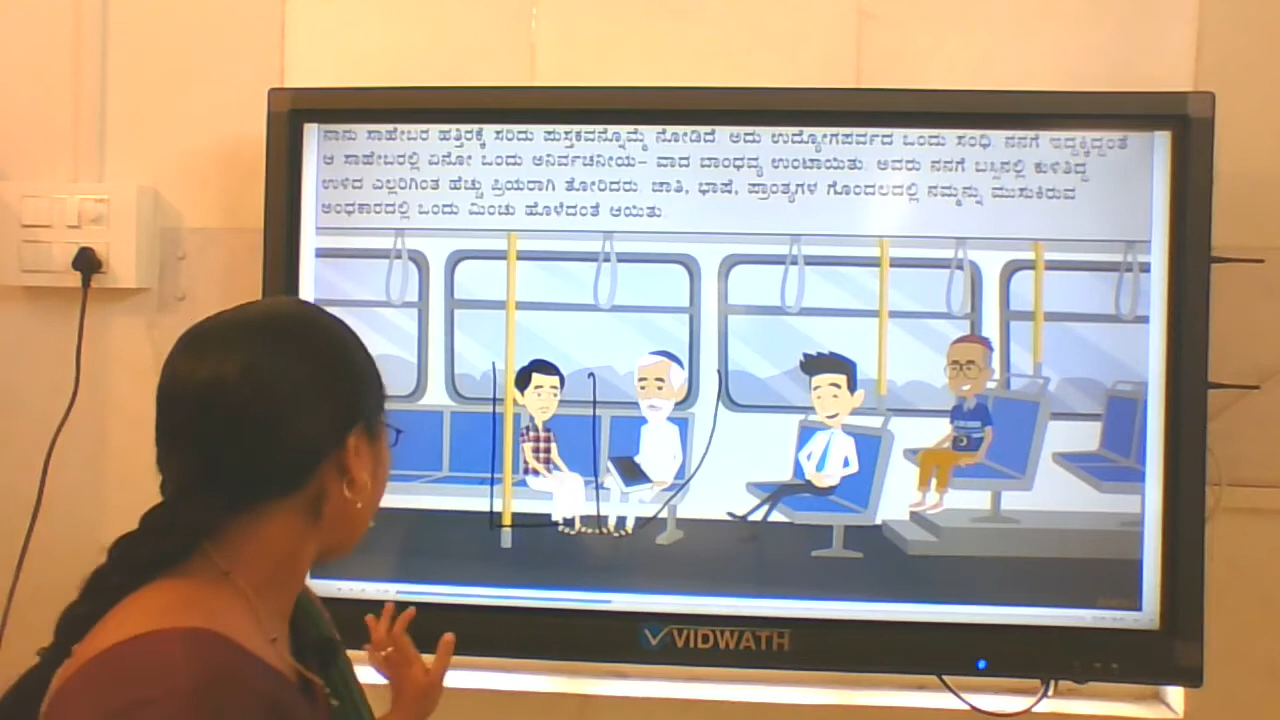 ನಾನು ಸಾಹೇಬರ ಹತ್ತಿರಕ್ಕೆ ಸರಿದು ಪುಸ್ತಕವನ್ನೊಮ್ಮೆ ನೋಡಿದೆ. ಅದು ಉದ್ಯೋಗಪರ್ವದ ಒಂದು ಸಂಧಿ. ನನಗೆ ಇದ್ದಕ್ಕಿದ್ದಂತೆ
ಆ ಸಾಹೇಬರಲ್ಲಿ ಏನೋ ಒಂದು ಅನಿರ್ವಚನೀಯ- ವಾದ ಬಾಂಧವ್ಯ ಉಂಟಾಯಿತು. ಅವರು ನನಗೆ ಬಸ್ಸಿನಲ್ಲಿ ಕುಳಿತಿದ್ದ
ಉಳಿದ ಎಲ್ಲರಿಗಿಂತ ಹೆಚ್ಚು ಪ್ರಿಯರಾಗಿ ತೋರಿದರು. ಜಾತಿ, ಭಾಷೆ, ಪ್ರಾಂತ್ಯಗಳ ಗೊಂದಲದಲ್ಲಿ ನಮ್ಮನ್ನು ಮುಸುಕಿರುವ
ಅಂಧಕಾರದಲ್ಲಿ ಒಂದು ಮಿಂಚು ಹೊಳೆದಂತೆ ಆಯಿತು.
VIDWATH